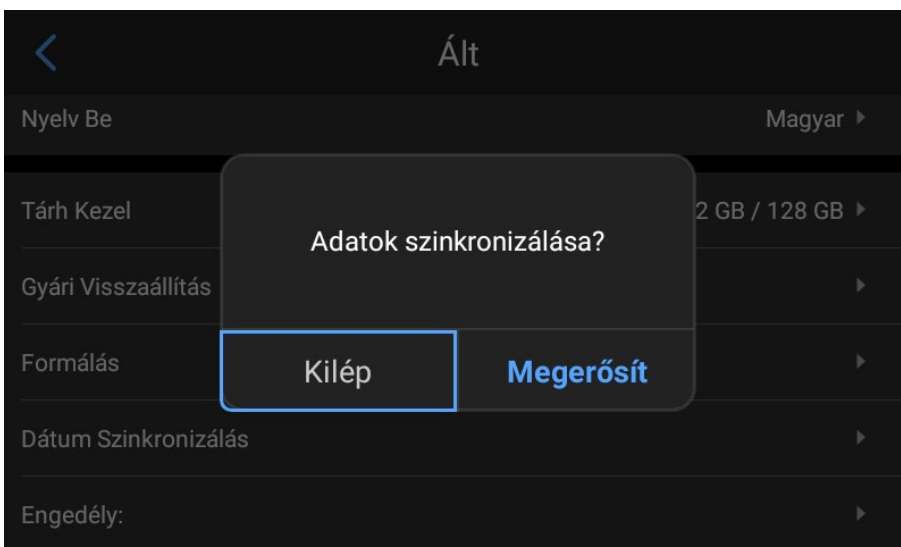 Ált
Nyelv Be Magyar
Tárh Kezel 2 GB / 128 GB
Adatok szinkronizálása?
Gyári Visszaállítás
Formálás
Kilép Megerősít
Dátum Szinkronizálás
Engedély: